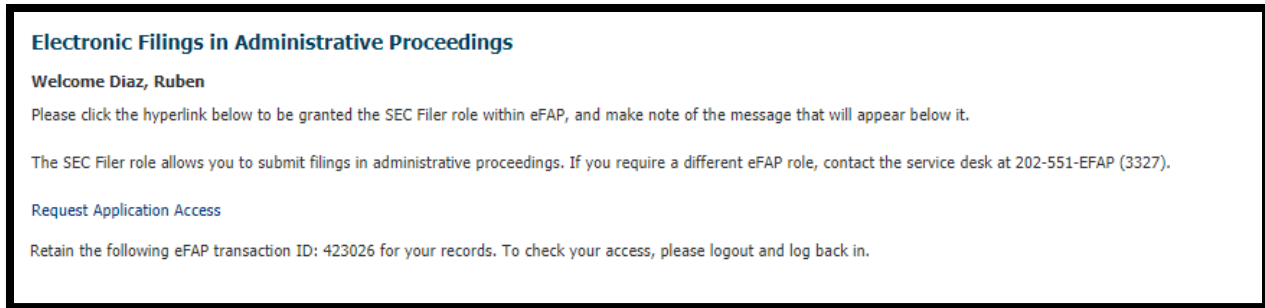 Electronic Filings in Administrative Proceedings
Welcome Diaz, Ruben
Please click the hyperlink below to be granted the SEC Filer role within eFAP, and make note of the message that will appear below it.
The SEC Filer role allows you to submit filings in administrative proceedings. If you require a different eFAP role, contact the service desk at 202-551-EFAP (3327).
Request Application Access
Retain the following eFAP transaction ID: 423026 for your records. To check your access, please logout and log back in.